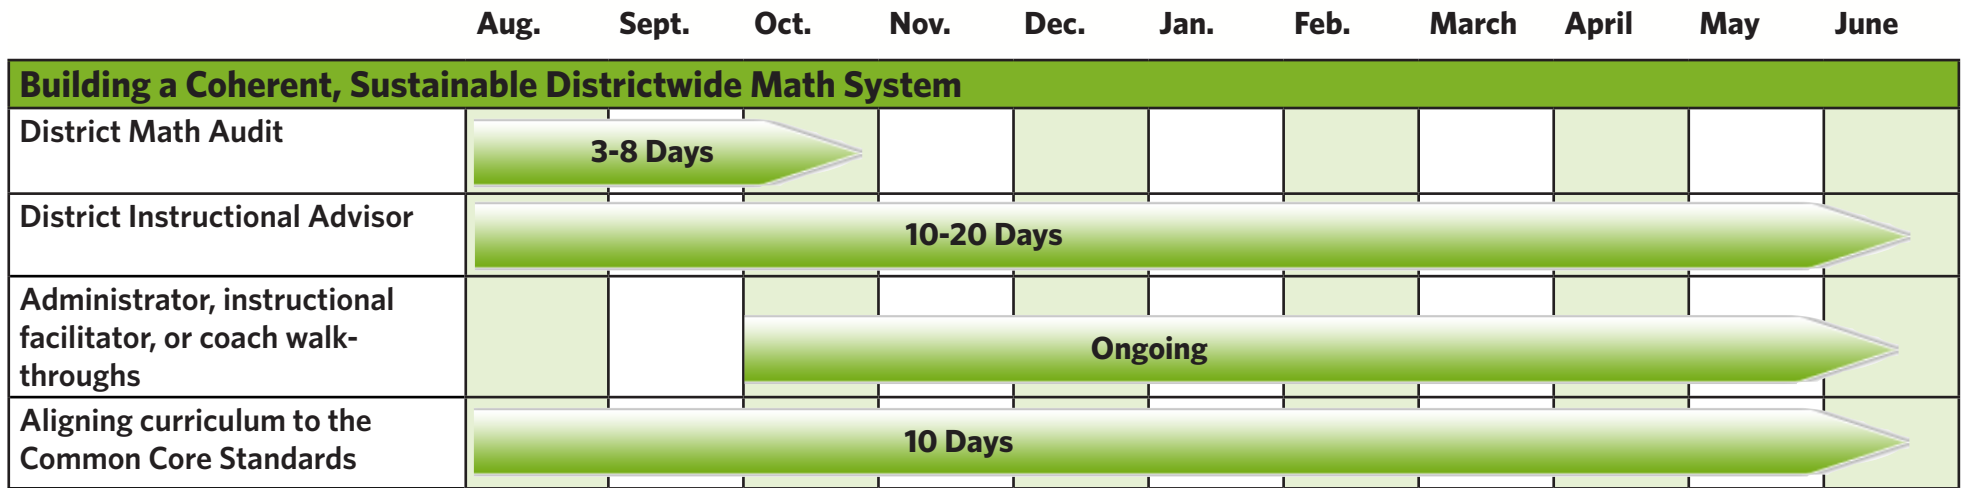 Aug. Sept. Oct. Nov. Dec. Jan. Feb. March April May June
Building a Coherent, Sustainable Districtwide Math System
District Math Audit
3-8 Days
District Instructional Advisor
10-20 Days
Administrator, instructional
facilitator, or coach walk-
throughs
Ongoing
Aligning curriculum to the
Common Core Standards
10 Days